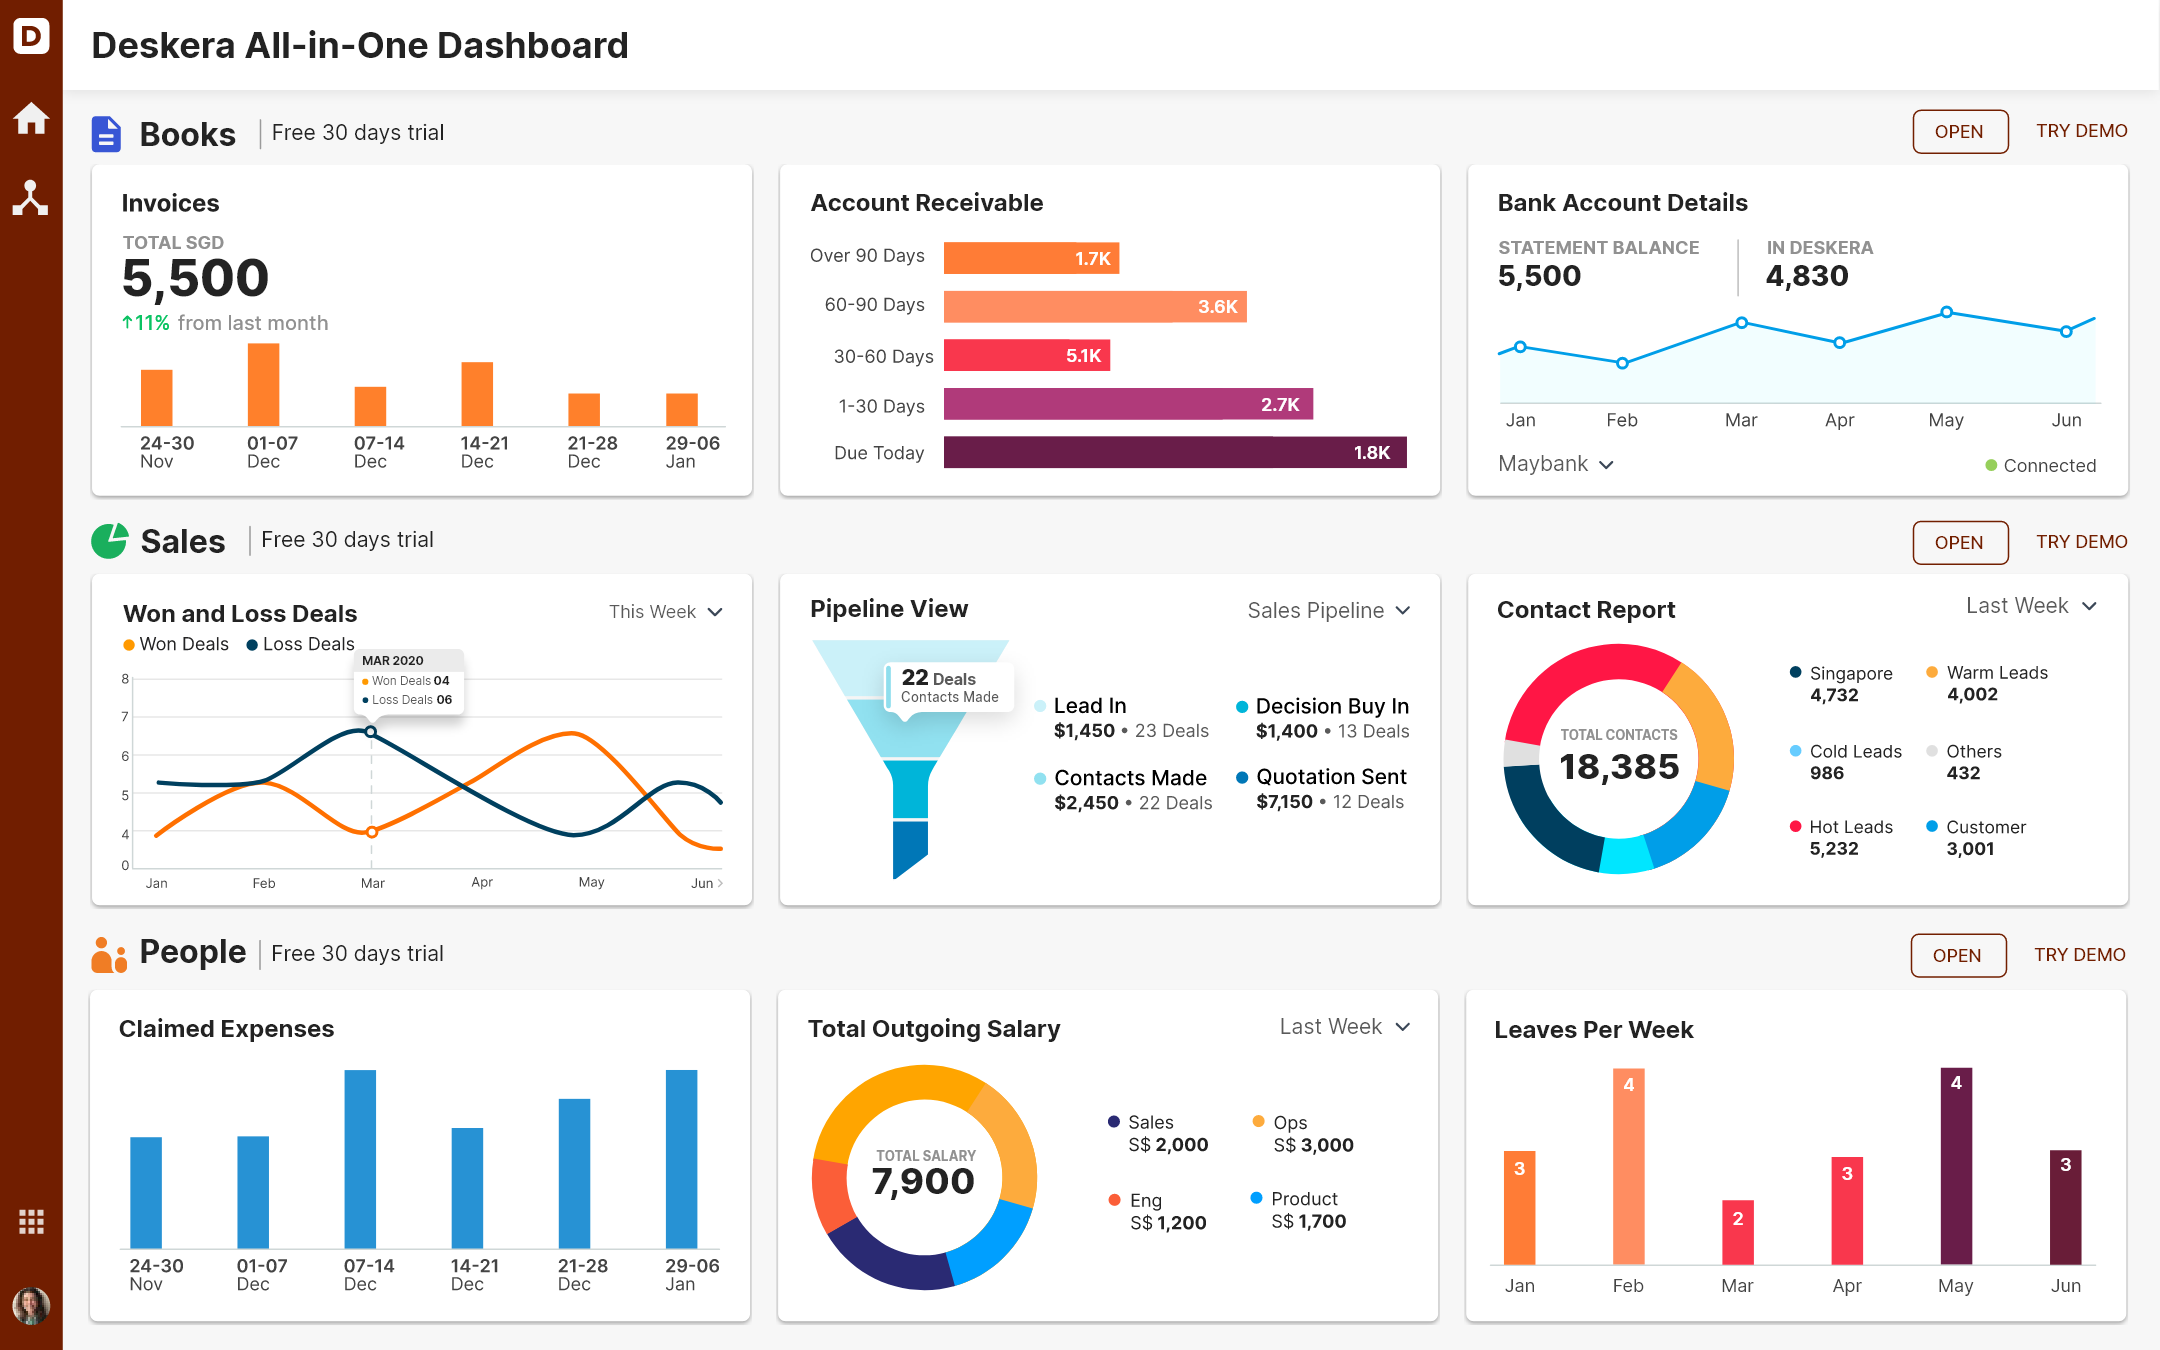 D
Deskera All-in-One Dashboard
Books
Free 30 days trial
OPEN
TRY DEMO
Invoices
TOTAL SGD
5,500
↑11% from last month
24-30 01-07 07-14 14-21 21-28 29-06
Nov Dec Dec Dec Dec Jan
Account Receivable
Over 90 Days 1.7K
60-90 Days 3.6K
30-60 Days 5.1K
1-30 Days 2.7K
Due Today 1.8K
Bank Account Details
STATEMENT BALANCE
5,500
IN DESKERA
4,830
Jan Feb Mar Apr May Jun
Maybank
Connected
Sales
Free 30 days trial
OPEN
TRY DEMO
Won and Loss Deals
This Week
Won Deals Loss Deals
MAR 2020
Won Deals 04
Loss Deals 06
8
7
6
5
4
0
Jan Feb Mar Apr May Jun
Pipeline View
Sales Pipeline
22 Deals
Contacts Made
Lead In
$1,450 • 23 Deals
Decision Buy In
$1,400 • 13 Deals
Contacts Made
$2,450 • 22 Deals
Quotation Sent
$7,150 • 12 Deals
Contact Report
Last Week
TOTAL CONTACTS
18,385
Singapore
4,732
Warm Leads
4,002
Cold Leads
986
Others
432
Hot Leads
5,232
Customer
3,001
People
Free 30 days trial
OPEN
TRY DEMO
Claimed Expenses
24-30 01-07 07-14 14-21 21-28 29-06
Nov Dec Dec Dec Dec Jan
Total Outgoing Salary
Last Week
TOTAL SALARY
7,900
Sales
S$ 2,000
Ops
S$ 3,000
Eng
S$ 1,200
Product
S$ 1,700
Leaves Per Week
3 4 2 3 4 3
Jan Feb Mar Apr May Jun